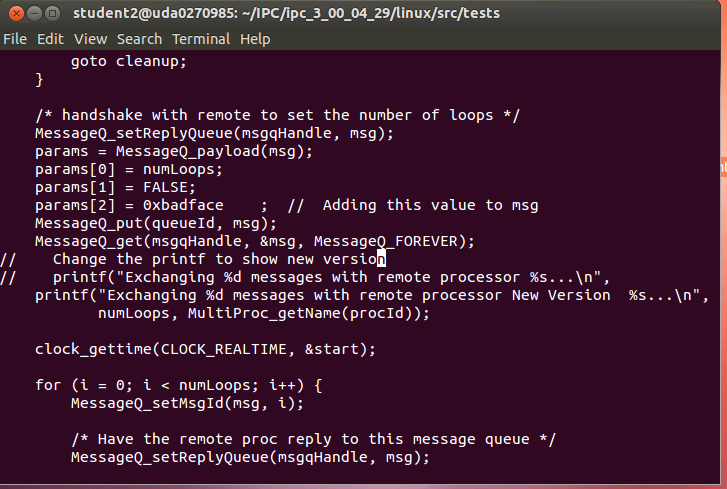 student2@uda0270985: ~/IPC/ipc_3_00_04_29/linux/src/tests
File Edit View Search Terminal Help
        goto cleanup;
    }

    /* handshake with remote to set the number of loops */
    MessageQ_setReplyQueue(msgqHandle, msg);
    params = MessageQ_payload(msg);
    params[0] = numLoops;
    params[1] = FALSE;
    params[2] = 0xbadface    ;  //  Adding this value to msg
    MessageQ_put(queueId, msg);
    MessageQ_get(msgqHandle, &msg, MessageQ_FOREVER);
//    Change the printf to show new version
//    printf("Exchanging %d messages with remote processor %s...\n",
    printf("Exchanging %d messages with remote processor New Version  %s...\n",
           numLoops, MultiProc_getName(procId));

    clock_gettime(CLOCK_REALTIME, &start);

    for (i = 0; i < numLoops; i++) {
        MessageQ_setMsgId(msg, i);

        /* Have the remote proc reply to this message queue */
        MessageQ_setReplyQueue(msgqHandle, msg);